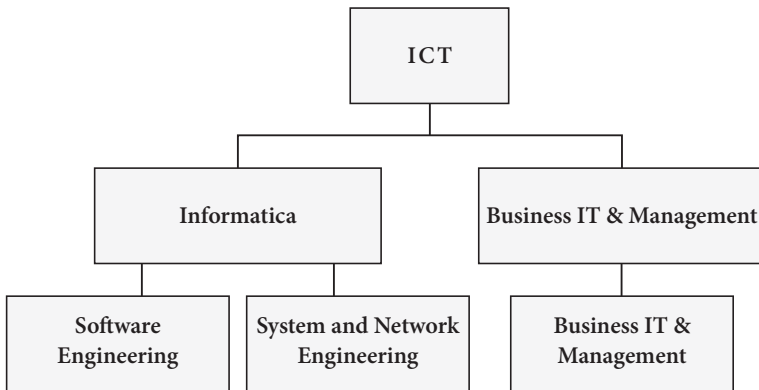 ICT
Informatica
Business IT & Management
Software
Engineering
System and Network
Engineering
Business IT &
Management